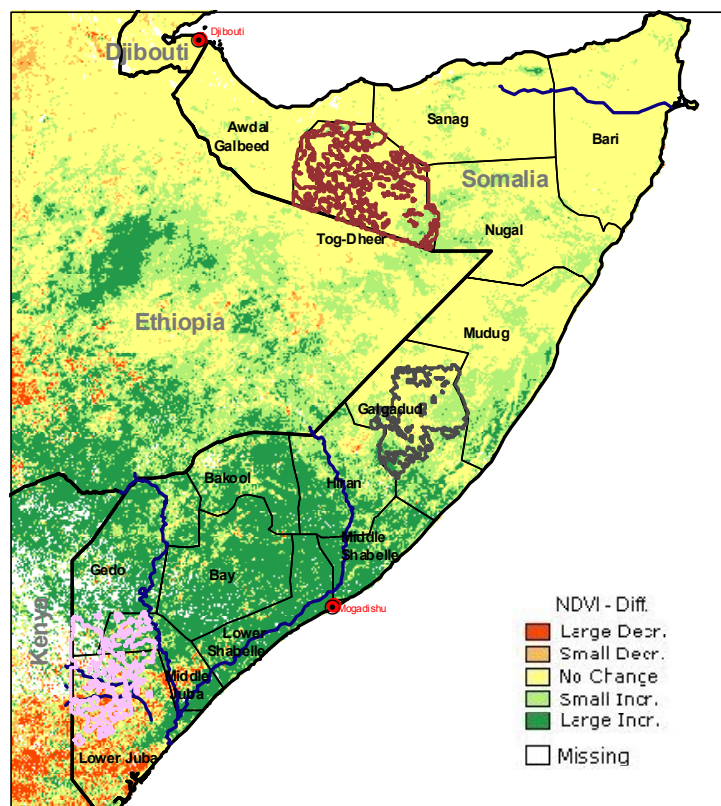 Djibouti
Djibouti
Awdal
Galbeed
Sanag
Bari
Somalia
Tog-Dheer
Nugal
Ethiopia
Mudug
Galgadud
Bakool
Hiran
Middle
Shabelle
Gedo
Bay
Mogadishu
Kenya
Lower
Shabelle
Middle
Juba
Lower Juba
NDVI - Diff.
Large Decr.
Small Decr.
No Change
Small Incr.
Large Incr.
Missing